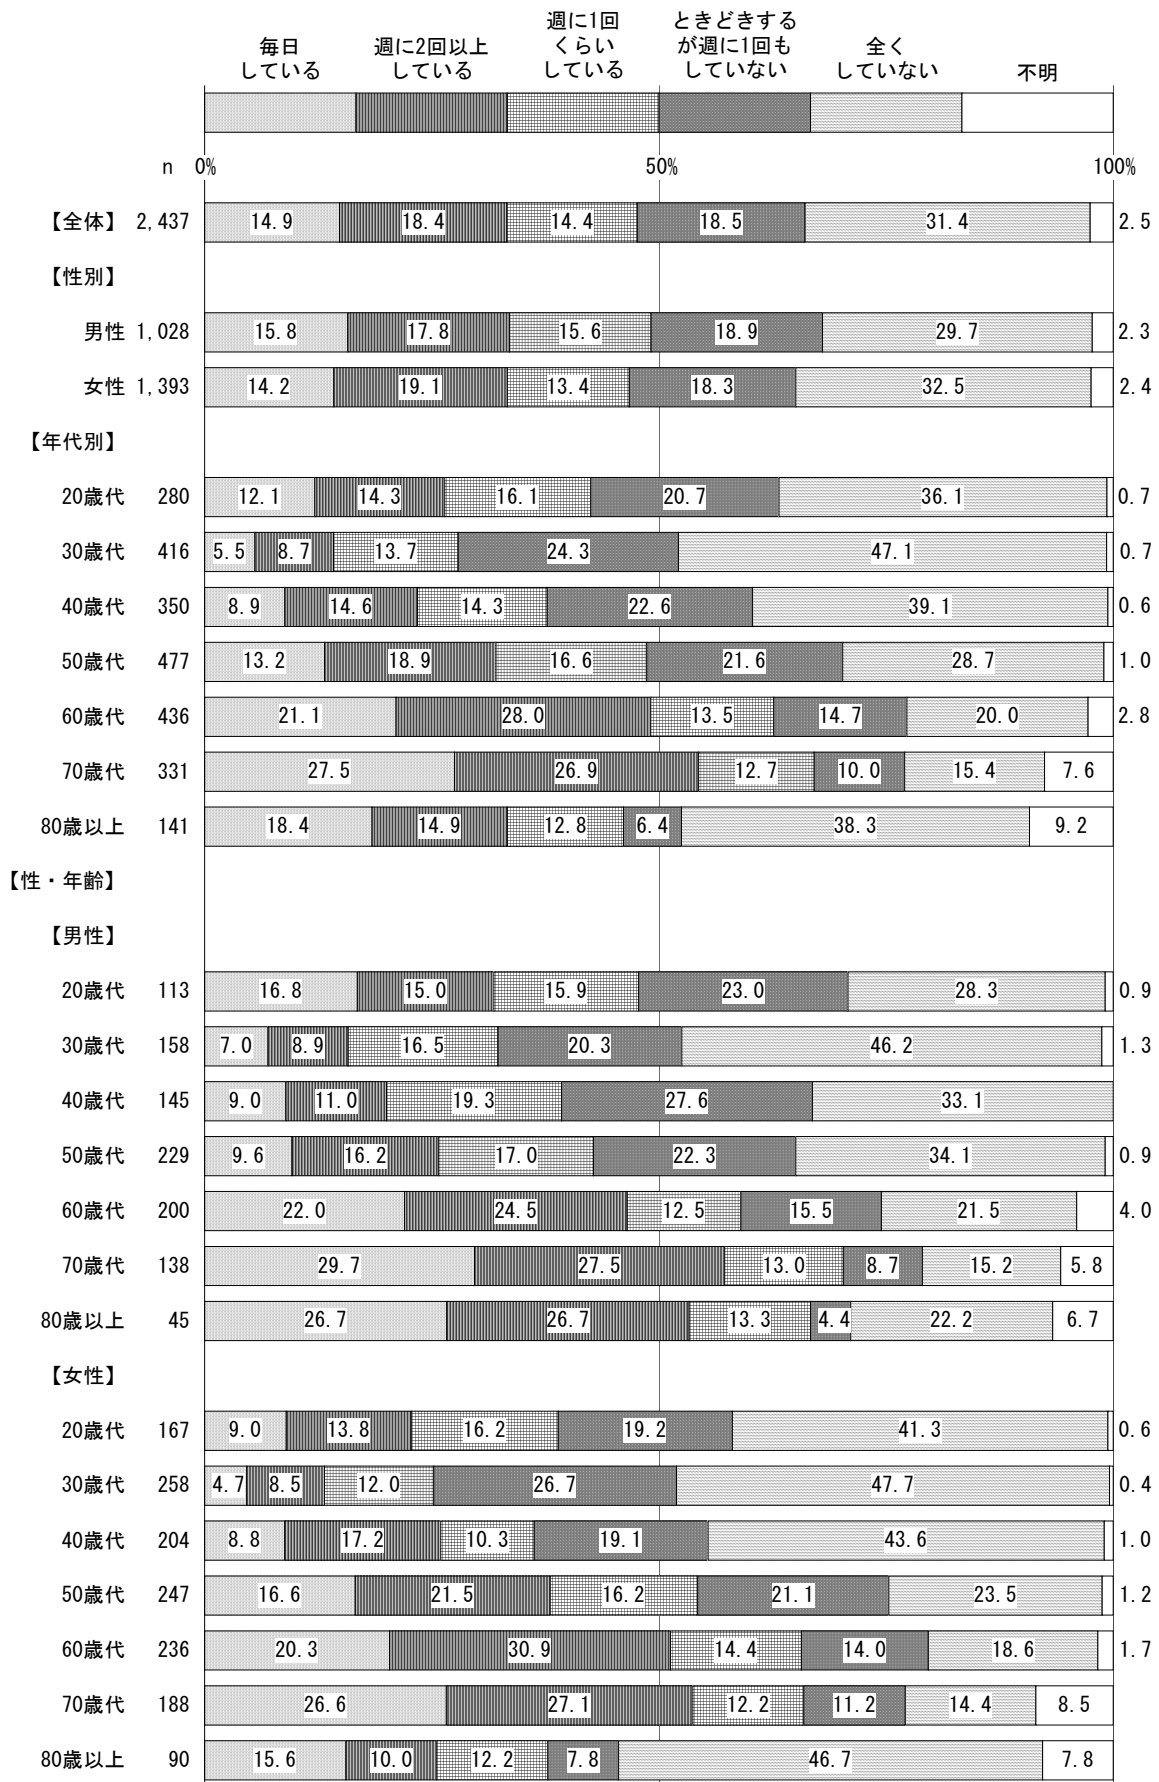 毎日
している
週に2回以上
している
週に1回
くらい
している
ときどきする
が週に1回も
していない
全く
していない
不明
n 0% 50% 100%
【全体】 2,437 14.9 18.4 14.4 18.5 31.4 2.5
【性別】
男性 1,028 15.8 17.8 15.6 18.9 29.7 2.3
女性 1,393 14.2 19.1 13.4 18.3 32.5 2.4
【年代別】
20歳代 280 12.1 14.3 16.1 20.7 36.1 0.7
30歳代 416 5.5 8.7 13.7 24.3 47.1 0.7
40歳代 350 8.9 14.6 14.3 22.6 39.1 0.6
50歳代 477 13.2 18.9 16.6 21.6 28.7 1.0
60歳代 436 21.1 28.0 13.5 14.7 20.0 2.8
70歳代 331 27.5 26.9 12.7 10.0 15.4 7.6
80歳以上 141 18.4 14.9 12.8 6.4 38.3 9.2
【性・年齢】
【男性】
20歳代 113 16.8 15.0 15.9 23.0 28.3 0.9
30歳代 158 7.0 8.9 16.5 20.3 46.2 1.3
40歳代 145 9.0 11.0 19.3 27.6 33.1
50歳代 229 9.6 16.2 17.0 22.3 34.1 0.9
60歳代 200 22.0 24.5 12.5 15.5 21.5 4.0
70歳代 138 29.7 27.5 13.0 8.7 15.2 5.8
80歳以上 45 26.7 26.7 13.3 4.4 22.2 6.7
【女性】
20歳代 167 9.0 13.8 16.2 19.2 41.3 0.6
30歳代 258 4.7 8.5 12.0 26.7 47.7 0.4
40歳代 204 8.8 17.2 10.3 19.1 43.6 1.0
50歳代 247 16.6 21.5 16.2 21.1 23.5 1.2
60歳代 236 20.3 30.9 14.4 14.0 18.6 1.7
70歳代 188 26.6 27.1 12.2 11.2 14.4 8.5
80歳以上 90 15.6 10.0 12.2 7.8 46.7 7.8